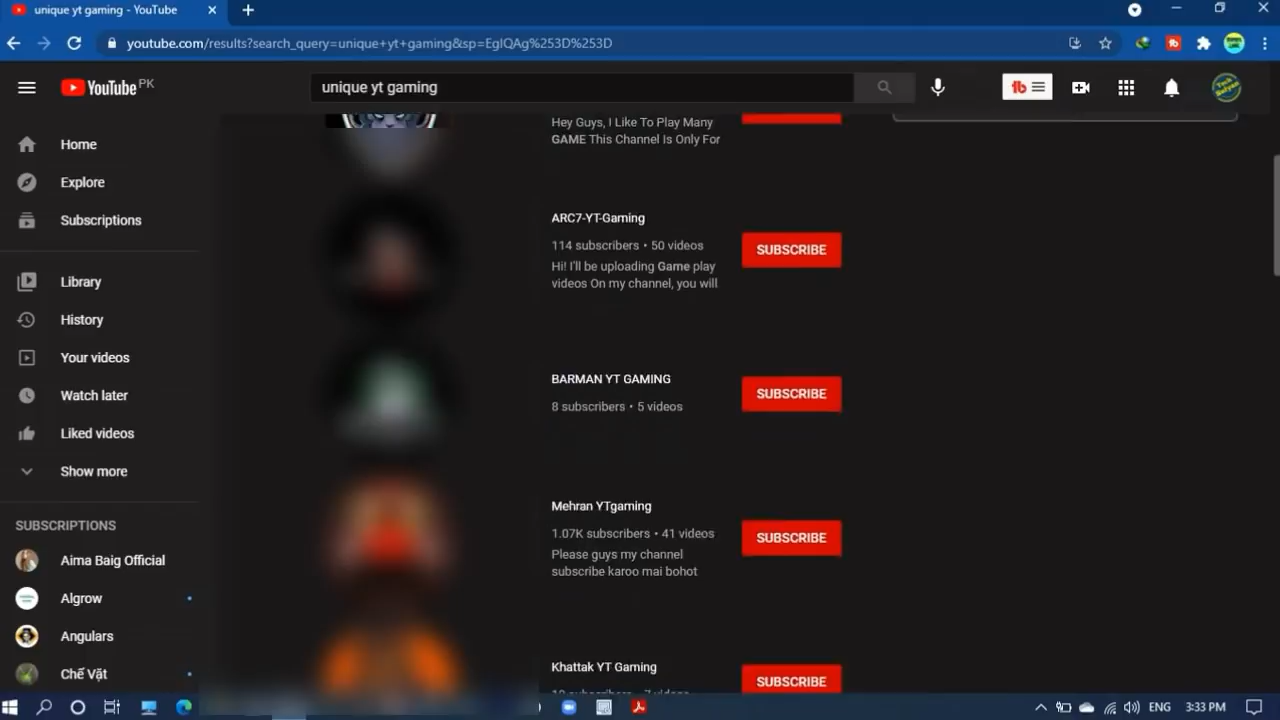 unique yt gaming - YouTube
youtube.com/results?search_query=unique+yt+gaming&sp=EgIQAg%253D%253D
YouTube PK
unique yt gaming
Home
Explore
Subscriptions
Library
History
Your videos
Watch later
Liked videos
Show more
SUBSCRIPTIONS
Aima Baig Official
Algrow
Angulars
Chế Vặt
Hey Guys, I Like To Play Many
GAME This Channel Is Only For
ARC7-YT-Gaming
114 subscribers • 50 videos
Hi! I'll be uploading Game play
videos On my channel, you will
SUBSCRIBE
BARMAN YT GAMING
8 subscribers • 5 videos
SUBSCRIBE
Mehran YTgaming
1.07K subscribers • 41 videos
Please guys my channel
subscribe karoo mai bohot
SUBSCRIBE
Khattak YT Gaming
SUBSCRIBE
ENG
3:33 PM